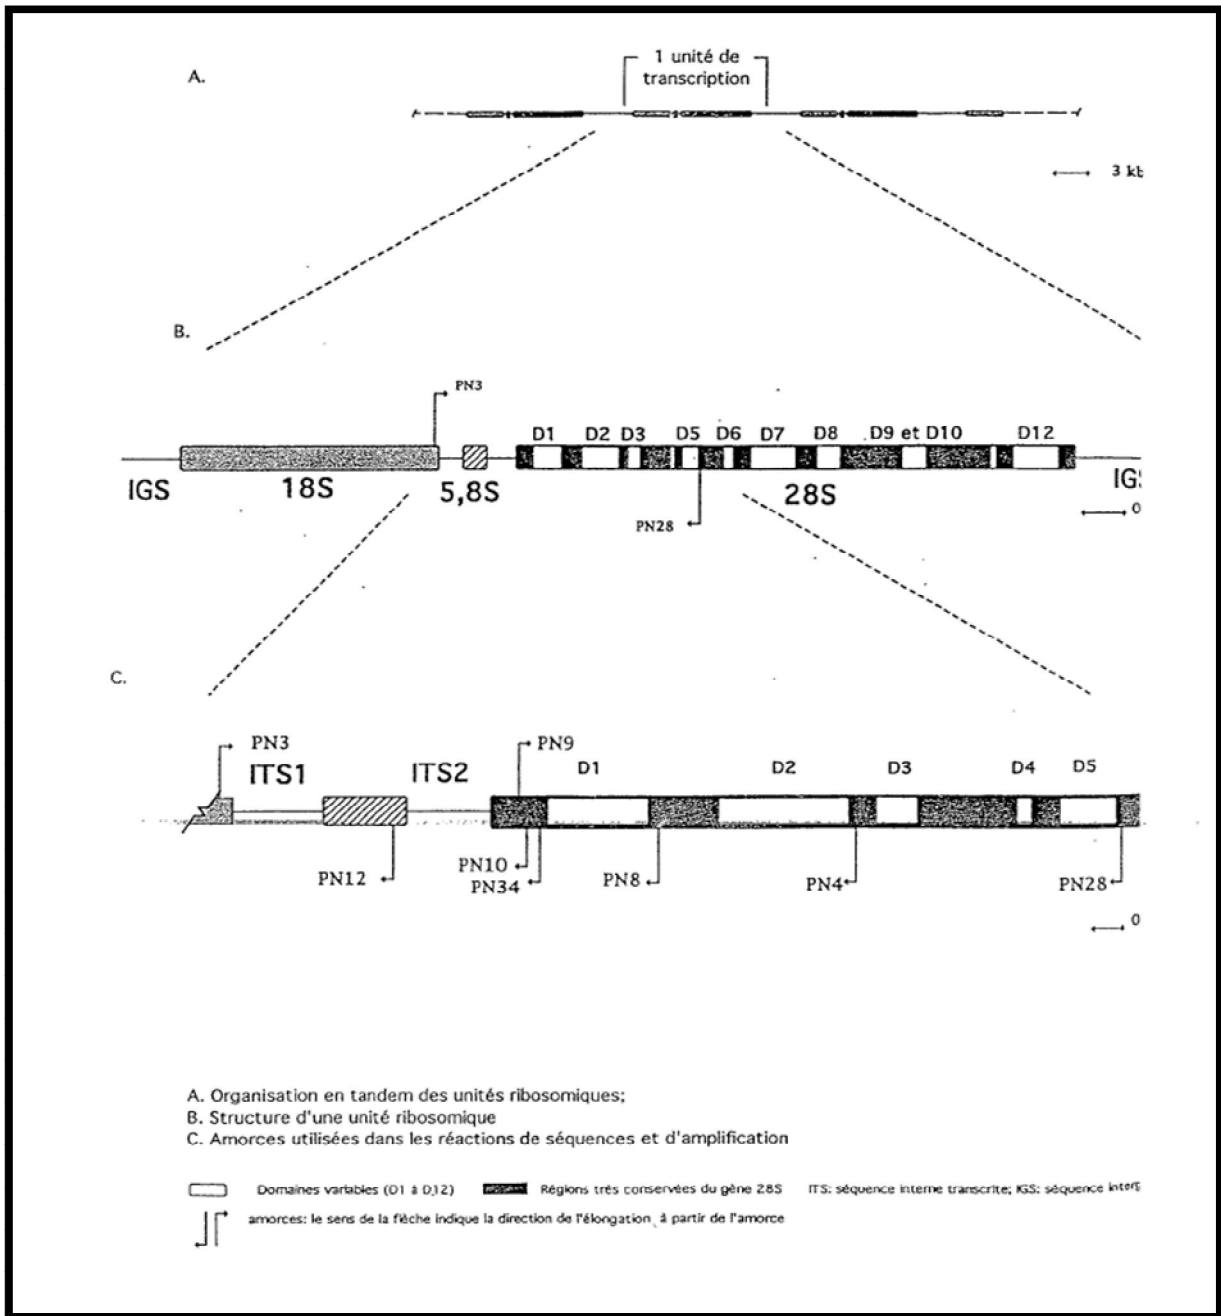 A.
1 unité de
transcription
3 kb
B.
PN3
D1 D2 D3 D5 D6 D7 D8 D9 et D10 D12
IGS 18S 5,8S 28S
PN28
0
C.
PN3 PN9
ITS1 ITS2 D1 D2 D3 D4 D5
PN12 PN10 PN34 PN8 PN4 PN28
0
A. Organisation en tandem des unités ribosomiques;
B. Structure d'une unité ribosomique
C. Amorces utilisées dans les réactions de séquences et d'amplification
Domaines variables (D1 à D12) Régions très conservées du gène 28S ITS: séquence interne transcrite; IGS: séquence
amorces: le sens de la flèche indique la direction de l'élongation, à partir de l'amorce